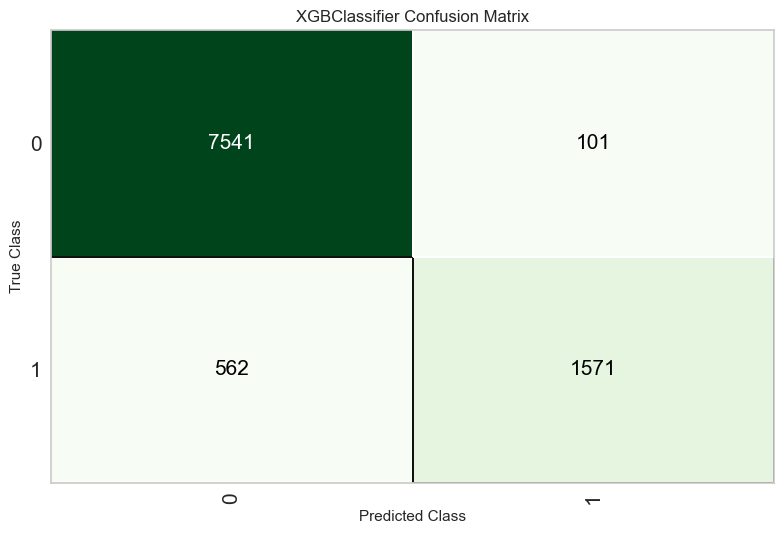 XGBClassifier Confusion Matrix
0
7541
101
True Class
1
562
1571
0
1
Predicted Class